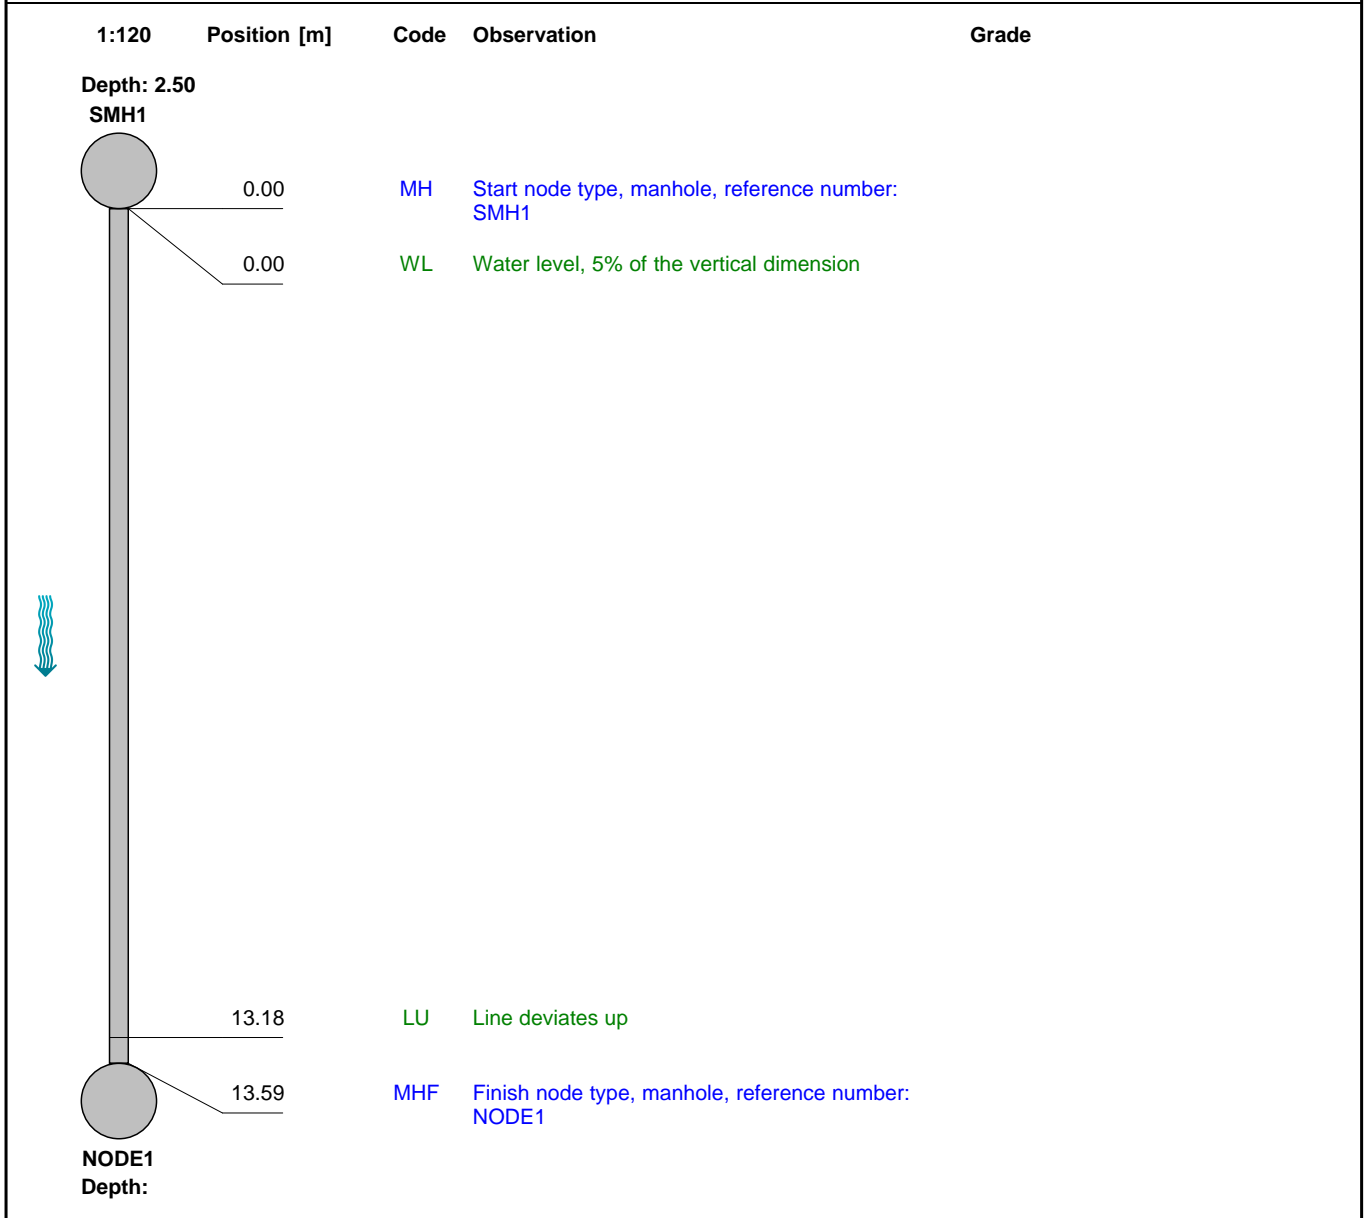 1:120 Position [m] Code Observation Grade
Depth: 2.50
SMH1
0.00 MH Start node type, manhole, reference number:
SMH1
0.00 WL Water level, 5% of the vertical dimension
13.18 LU Line deviates up
13.59 MHF Finish node type, manhole, reference number:
NODE1
NODE1
Depth: